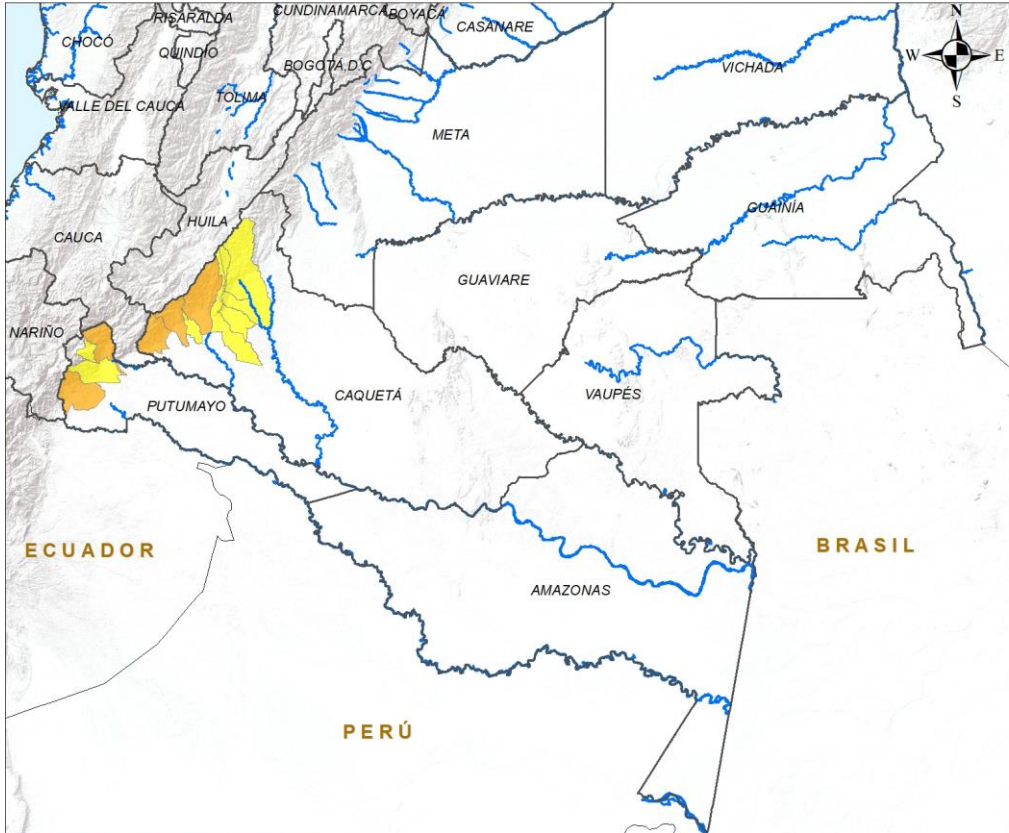 RISARALDA
CUNDINAMARCA
BOYACÁ
CASANARE
N
CHOCÓ
QUINDÍO
BOGOTÁ.D.C
VICHADA
W
E
S
VALLE DEL CAUCA
TOLIMA
META
HUILA
GUAINÍA
CAUCA
GUAVIARE
NARIÑO
CAQUETÁ
VAUPÉS
PUTUMAYO
ECUADOR
BRASIL
AMAZONAS
PERÚ